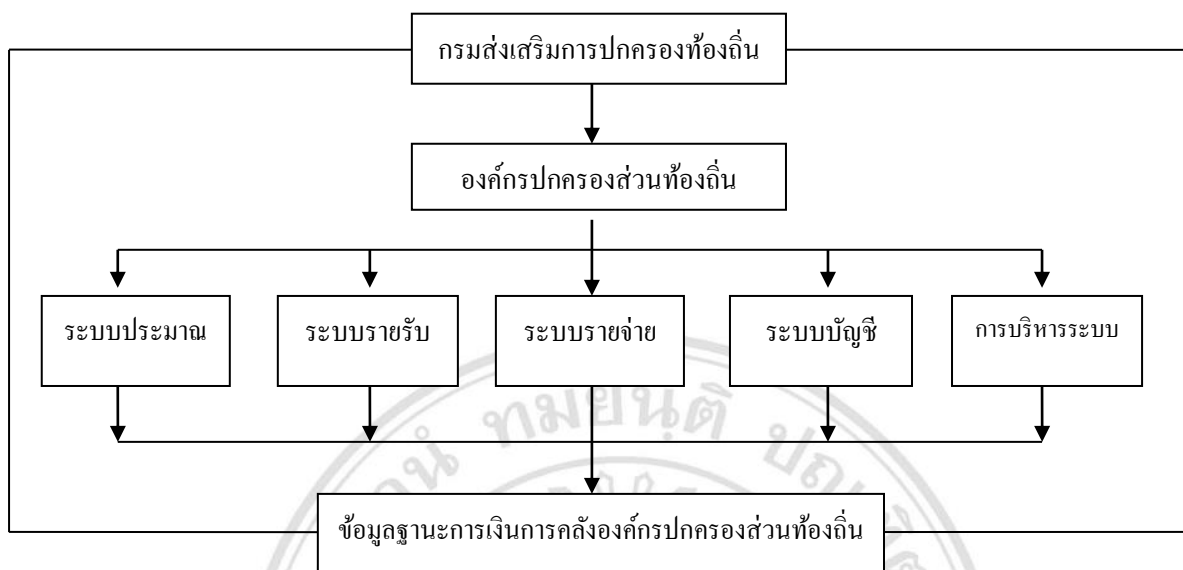 กรมส่งเสริมการปกครองท้องถิ่น
องค์กรปกครองส่วนท้องถิ่น
ระบบประมาณ
ระบบรายรับ
ระบบรายจ่าย
ระบบบัญชี
การบริหารระบบ
ทมยนฺติ
ข้อมูลฐานะการเงินการคลังองค์กรปกครองส่วนท้องถิ่น